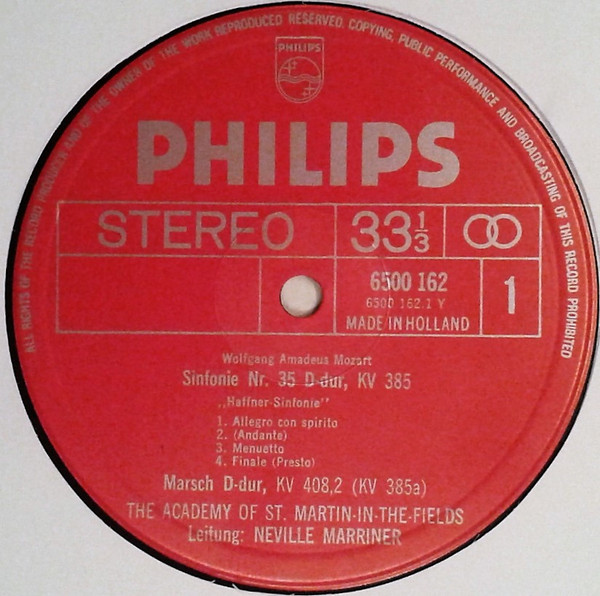 ALL RIGHTS OF THE RECORD PRODUCER AND OF THE OWNER OF THE WORK REPRODUCED RESERVED. COPYING, PUBLIC PERFORMANCE AND BROADCASTING OF THIS RECORD PROHIBITED
PHILIPS
PHILIPS
STEREO 33⅓
6500 162
6500 162.1 Y
MADE IN HOLLAND
1
Wolfgang Amadeus Mozart
Sinfonie Nr. 35 D-dur, KV 385
„Haffner-Sinfonie"
1. Allegro con spirito
2. (Andante)
3. Menuetto
4. Finale (Presto)
Marsch D-dur, KV 408,2 (KV 385a)
THE ACADEMY OF ST. MARTIN-IN-THE-FIELDS
Leitung: NEVILLE MARRINER